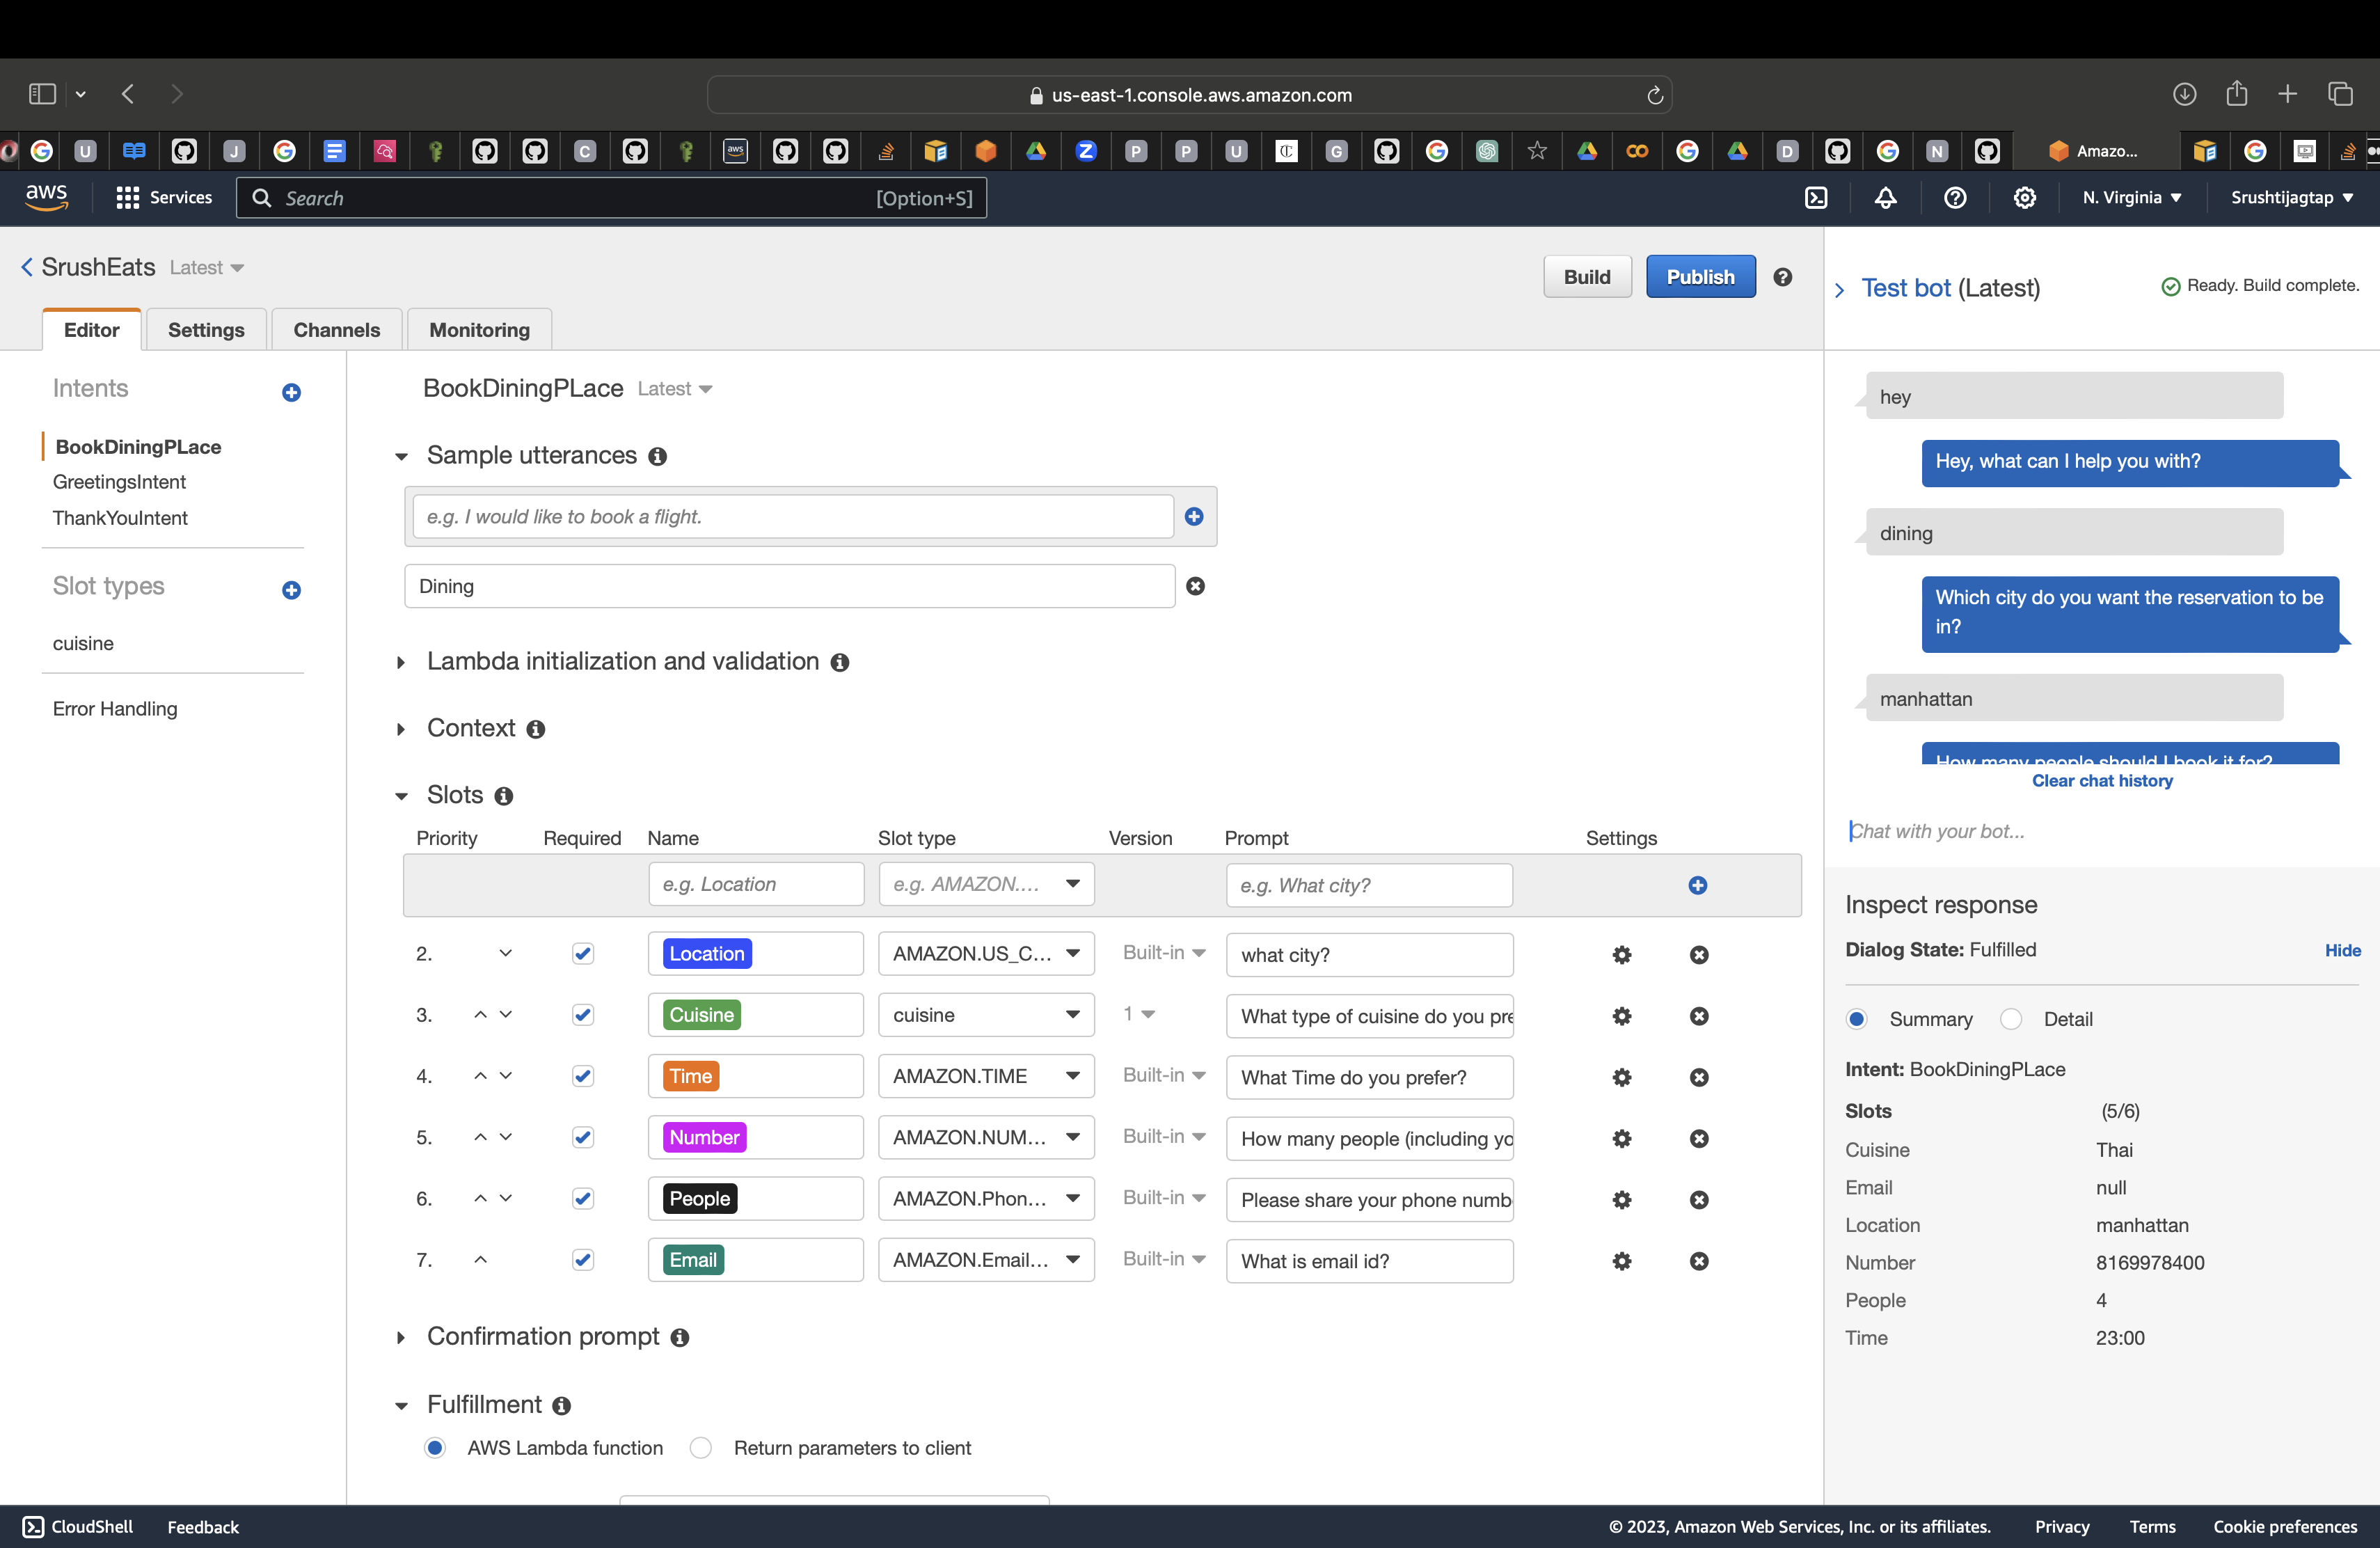 us-east-1.console.aws.amazon.com
U
J
C
aws
P
P
U
G
D
N
Amazo...
aws
Services
Search
[Option+S]
N. Virginia
Srushtijagtap
SrushEats
Latest
Build
Publish
Editor
Settings
Channels
Monitoring
Intents
BookDiningPLace
GreetingsIntent
ThankYouIntent
Slot types
cuisine
Error Handling
BookDiningPLace
Latest
Sample utterances
e.g. I would like to book a flight.
Dining
Lambda initialization and validation
Context
Slots
Priority Required Name Slot type Version Prompt Settings
e.g. Location e.g. AMAZON.... e.g. What city?
2. Location AMAZON.US_C... Built-in what city?
3. Cuisine cuisine 1 What type of cuisine do you pre
4. Time AMAZON.TIME Built-in What Time do you prefer?
5. Number AMAZON.NUM... Built-in How many people (including yo
6. People AMAZON.Phon... Built-in Please share your phone numb
7. Email AMAZON.Email... Built-in What is email id?
Confirmation prompt
Fulfillment
AWS Lambda function
Return parameters to client
Test bot (Latest)
Ready. Build complete.
hey
Hey, what can I help you with?
dining
Which city do you want the reservation to be
in?
manhattan
How many people should I book it for?
Clear chat history
Chat with your bot...
Inspect response
Dialog State: Fulfilled
Hide
Summary
Detail
Intent: BookDiningPLace
Slots (5/6)
Cuisine Thai
Email null
Location manhattan
Number 8169978400
People 4
Time 23:00
CloudShell
Feedback
© 2023, Amazon Web Services, Inc. or its affiliates.
Privacy
Terms
Cookie preferences